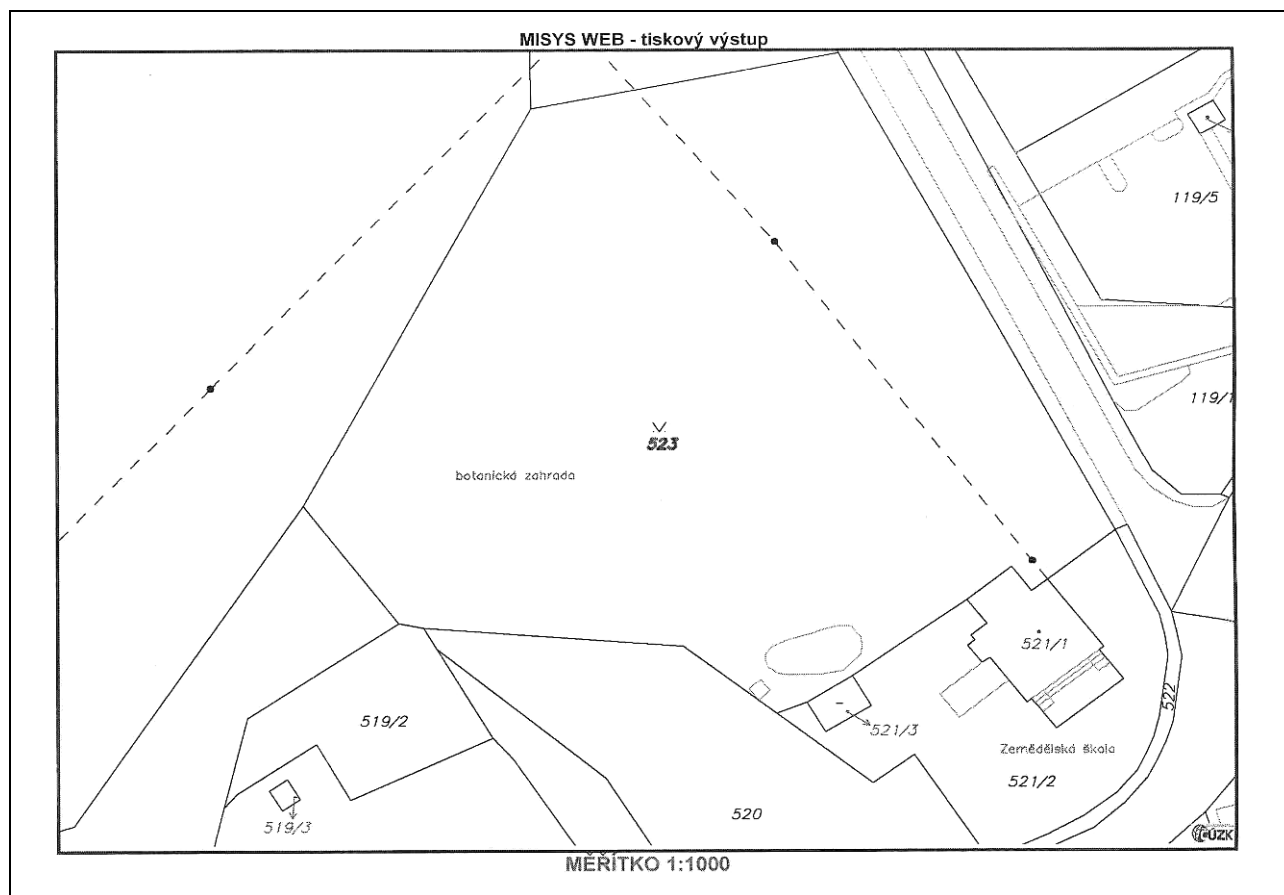 MISYS WEB - tiskový výstup
119/5
119/1
523
botanická zahrada
521/1
522
519/2
521/3
Zemědělská škola
521/2
519/3
520
ČÚZK
MĚŘÍTKO 1:1000